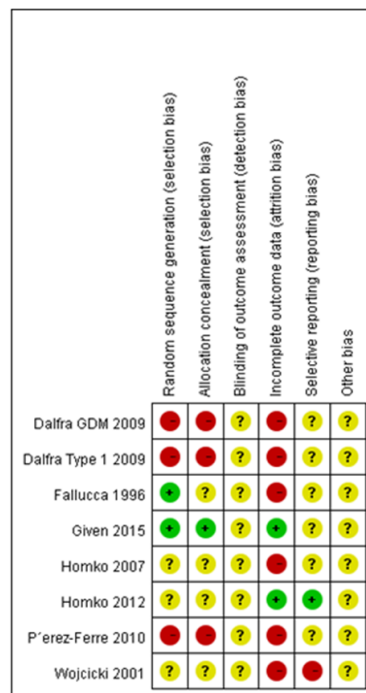 Random sequence generation (selection bias)
Allocation concealment (selection bias)
Blinding of outcome assessment (detection bias)
Incomplete outcome data (attrition bias)
Selective reporting (reporting bias)
Other bias
Dalfra GDM 2009 - - ? - ? ?
Dalfra Type 1 2009 - - ? - ? ?
Fallucca 1996 + ? ? - ? ?
Given 2015 + + ? + ? ?
Homko 2007 ? ? ? - ? ?
Homko 2012 ? ? ? + + ?
P´erez-Ferre 2010 - - ? - ? ?
Wojcicki 2001 ? ? ? - - ?